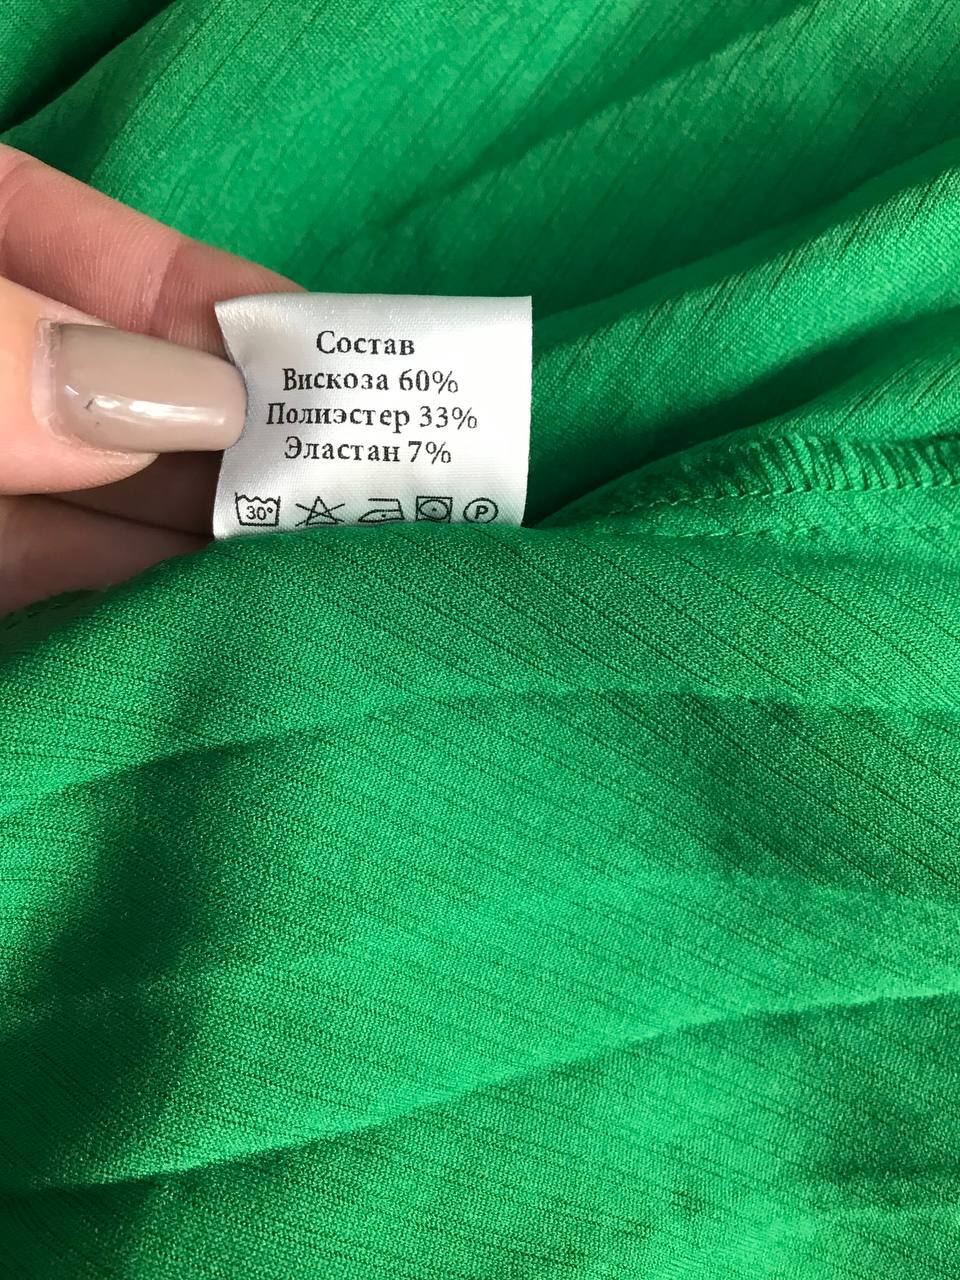 Состав
Вискоза 60%
Полиэстер 33%
Эластан 7%
30° P